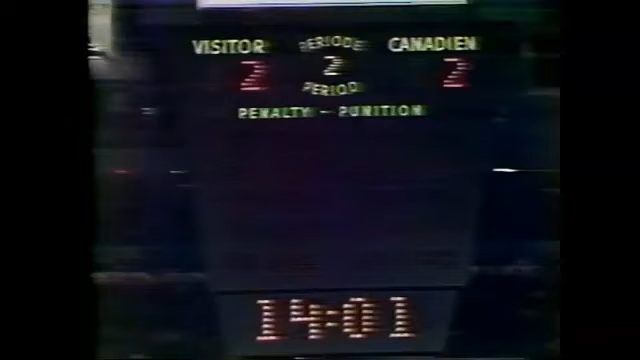 VISITOR PERIODE CANADIEN
2 2 2
PERIOD
PENALTY - PUNITION
14:01